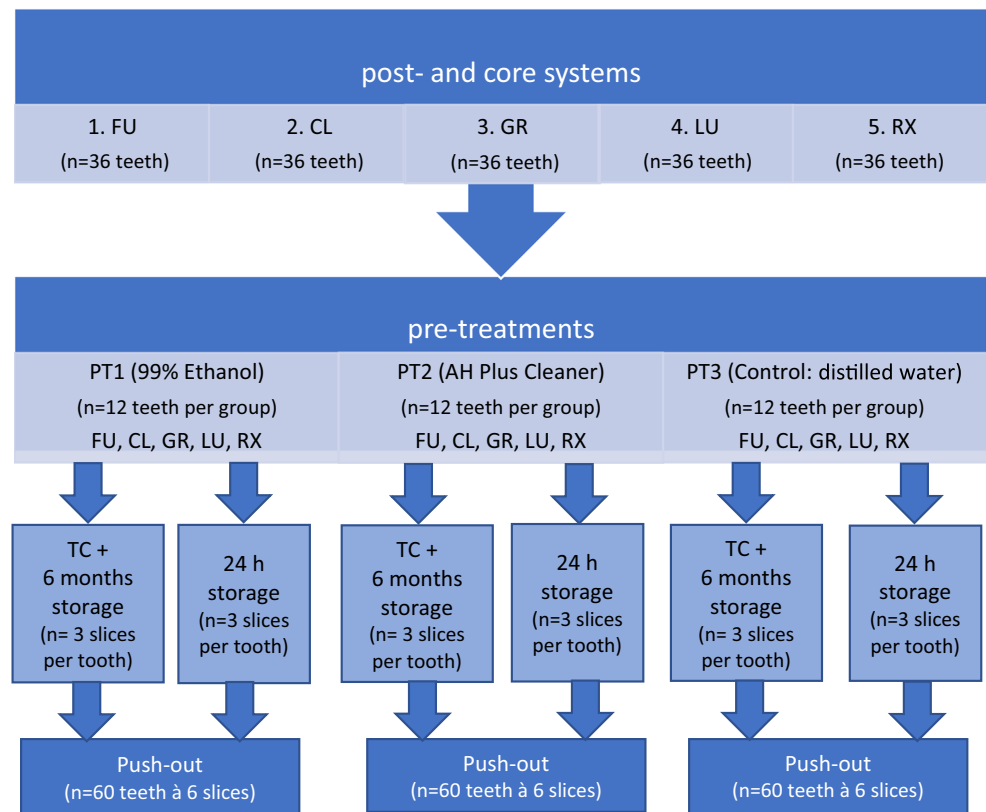 post- and core systems
1. FU
(n=36 teeth)
2. CL
(n=36 teeth)
3. GR
(n=36 teeth)
4. LU
(n=36 teeth)
5. RX
(n=36 teeth)
pre-treatments
PT1 (99% Ethanol)
(n=12 teeth per group)
FU, CL, GR, LU, RX
PT2 (AH Plus Cleaner)
(n=12 teeth per group)
FU, CL, GR, LU, RX
PT3 (Control: distilled water)
(n=12 teeth per group)
FU, CL, GR, LU, RX
TC +
6 months
storage
(n= 3 slices
per tooth)
24 h
storage
(n=3 slices
per tooth)
TC +
6 months
storage
(n= 3 slices
per tooth)
24 h
storage
(n=3 slices
per tooth)
TC +
6 months
storage
(n= 3 slices
per tooth)
24 h
storage
(n=3 slices
per tooth)
Push-out
(n=60 teeth à 6 slices)
Push-out
(n=60 teeth à 6 slices)
Push-out
(n=60 teeth à 6 slices)